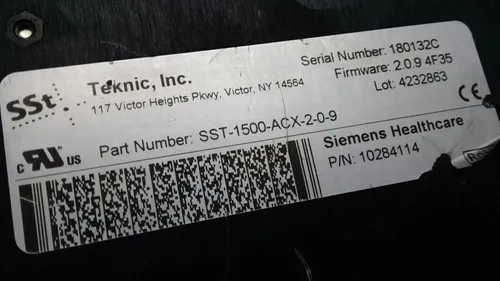 SSt
Teknic, Inc.
117 Victor Heights Pkwy, Victor, NY 14564
Serial Number: 180132C
Firmware: 2.0.9 4F35
Lot: 4232863
CE
Part Number: SST-1500-ACX-2-0-9
C RU US
Siemens Healthcare
P/N: 10284114